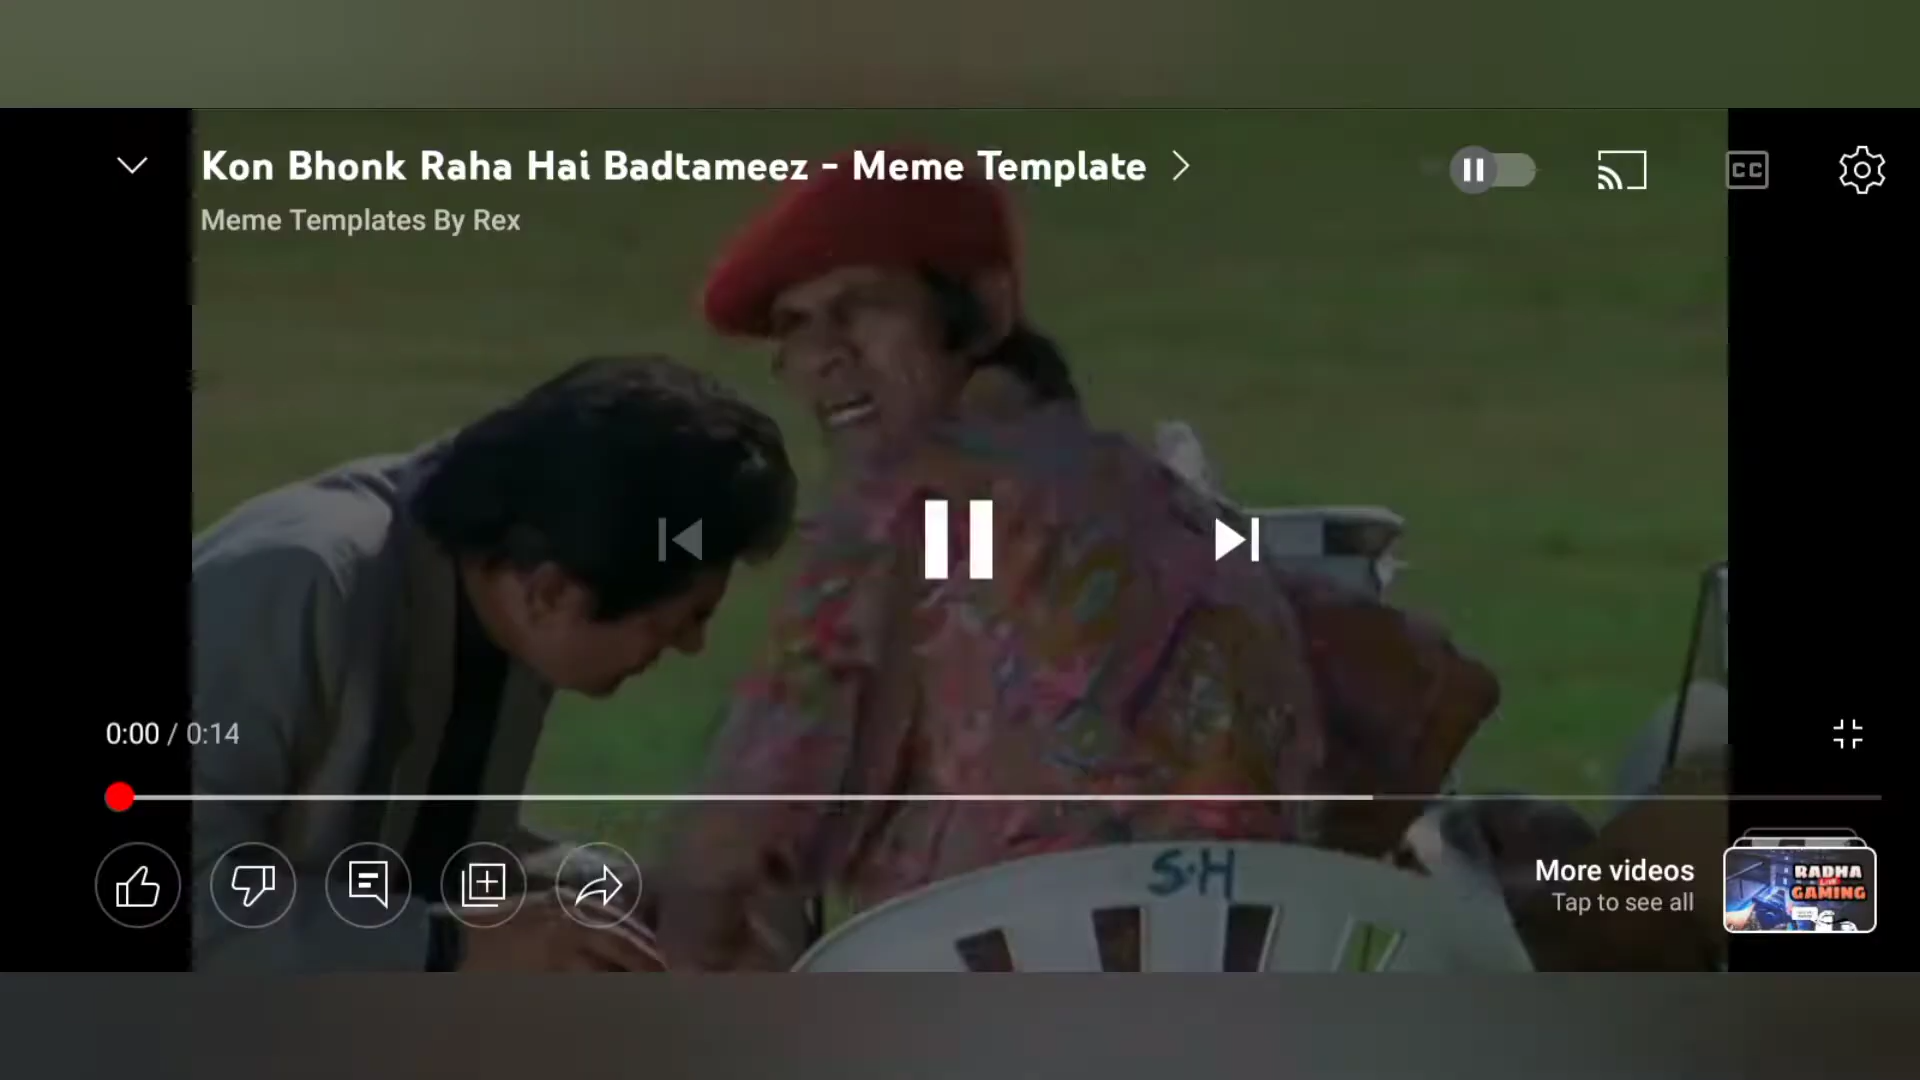 Kon Bhonk Raha Hai Badtameez - Meme Template
Meme Templates By Rex
CC
0:00 / 0:14
S·H
More videos
Tap to see all
RADHA
LIVE
GAMING